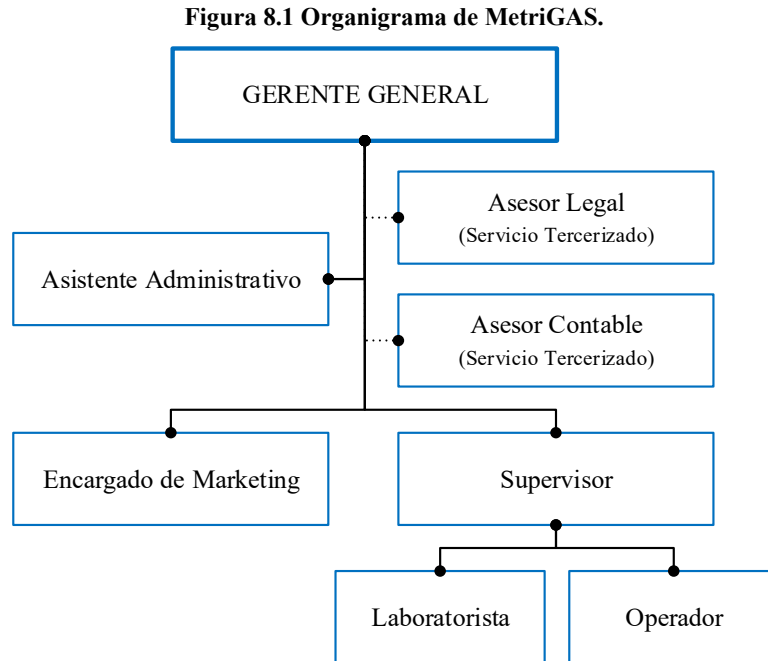 Figura 8.1 Organigrama de MetriGAS.
GERENTE GENERAL
Asesor Legal
(Servicio Tercerizado)
Asistente Administrativo
Asesor Contable
(Servicio Tercerizado)
Encargado de Marketing
Supervisor
Laboratorista
Operador